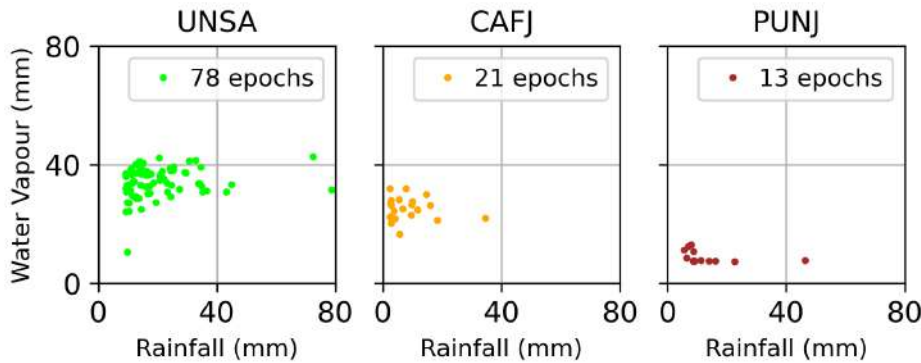 UNSA
CAFJ
PUNJ
Water Vapour (mm)
80
40
0
78 epochs
21 epochs
13 epochs
0 40 80
0 40 80
0 40 80
Rainfall (mm)
Rainfall (mm)
Rainfall (mm)